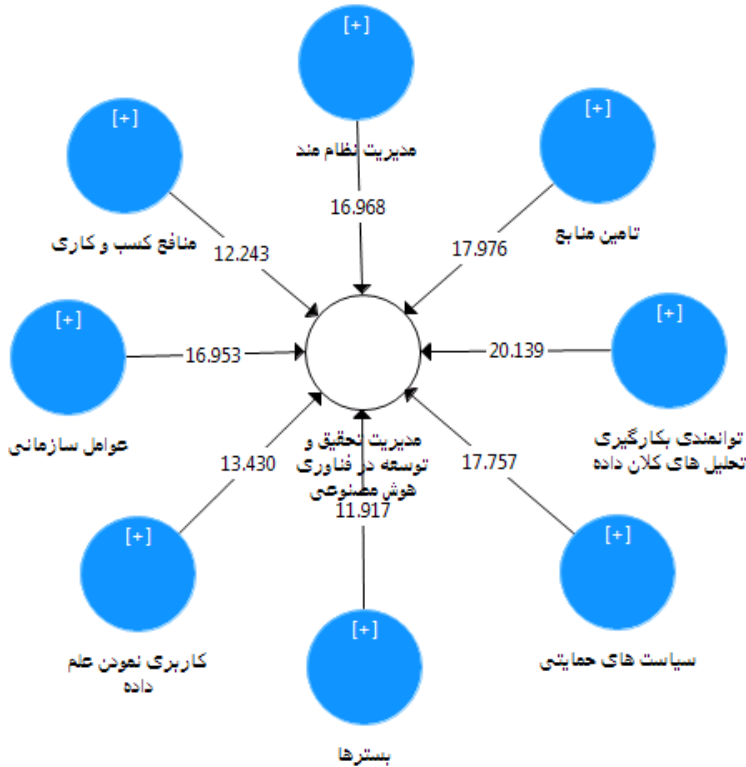 [+]
مدیریت نظام مند
16.968
[+]
تامین منابع
17.976
[+]
منافع کسب و کاری
12.243
[+]
توانمندی بکارگیری
تحلیل های کلان داده
20.139
[+]
عوامل سازمانی
16.953
مدیریت تحقیق و
توسعه در فناوری
هوش مصنوعی
[+]
سیاست های حمایتی
17.757
[+]
کاربری نمودن علم
داده
13.430
[+]
بسترها
11.917